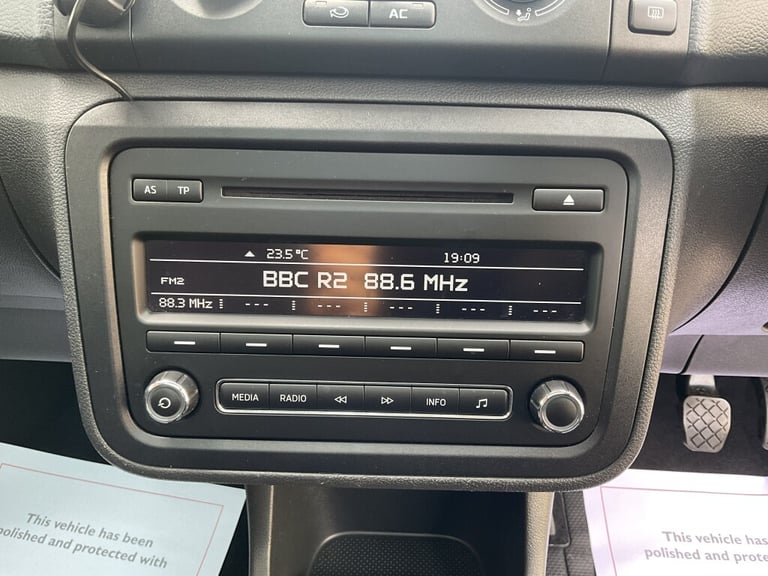 AC
AS TP
23.5°C 19:09
FM2 BBC R2 88.6 MHz
88.3 MHz --- --- --- --- ---
MEDIA RADIO INFO
This vehicle has been
polished and protected with
This vehicle has
polished and protected